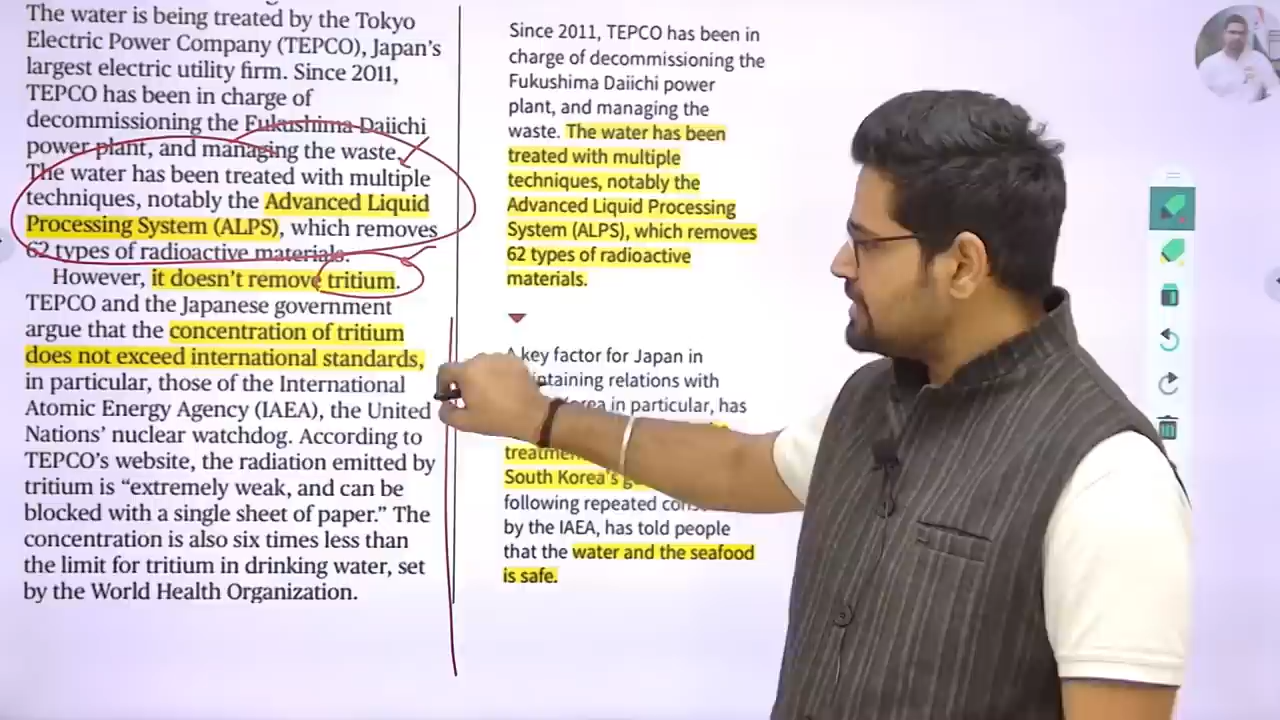 The water is being treated by the Tokyo
Electric Power Company (TEPCO), Japan's
largest electric utility firm. Since 2011,
TEPCO has been in charge of
decommissioning the Fukushima Daiichi
power plant, and managing the waste.
The water has been treated with multiple
techniques, notably the Advanced Liquid
Processing System (ALPS), which removes
62 types of radioactive materials.
However, it doesn't remove tritium.
TEPCO and the Japanese government
argue that the concentration of tritium
does not exceed international standards,
in particular, those of the International
Atomic Energy Agency (IAEA), the United
Nations' nuclear watchdog. According to
TEPCO's website, the radiation emitted by
tritium is “extremely weak, and can be
blocked with a single sheet of paper.” The
concentration is also six times less than
the limit for tritium in drinking water, set
by the World Health Organization.
Since 2011, TEPCO has been in
charge of decommissioning the
Fukushima Daiichi power
plant, and managing the
waste. The water has been
treated with multiple
techniques, notably the
Advanced Liquid Processing
System (ALPS), which removes
62 types of radioactive
materials.
A key factor for Japan in
relations with
in particular, has
South Korea's
following repeated
by the IAEA, has told people
that the water and the seafood
is safe.